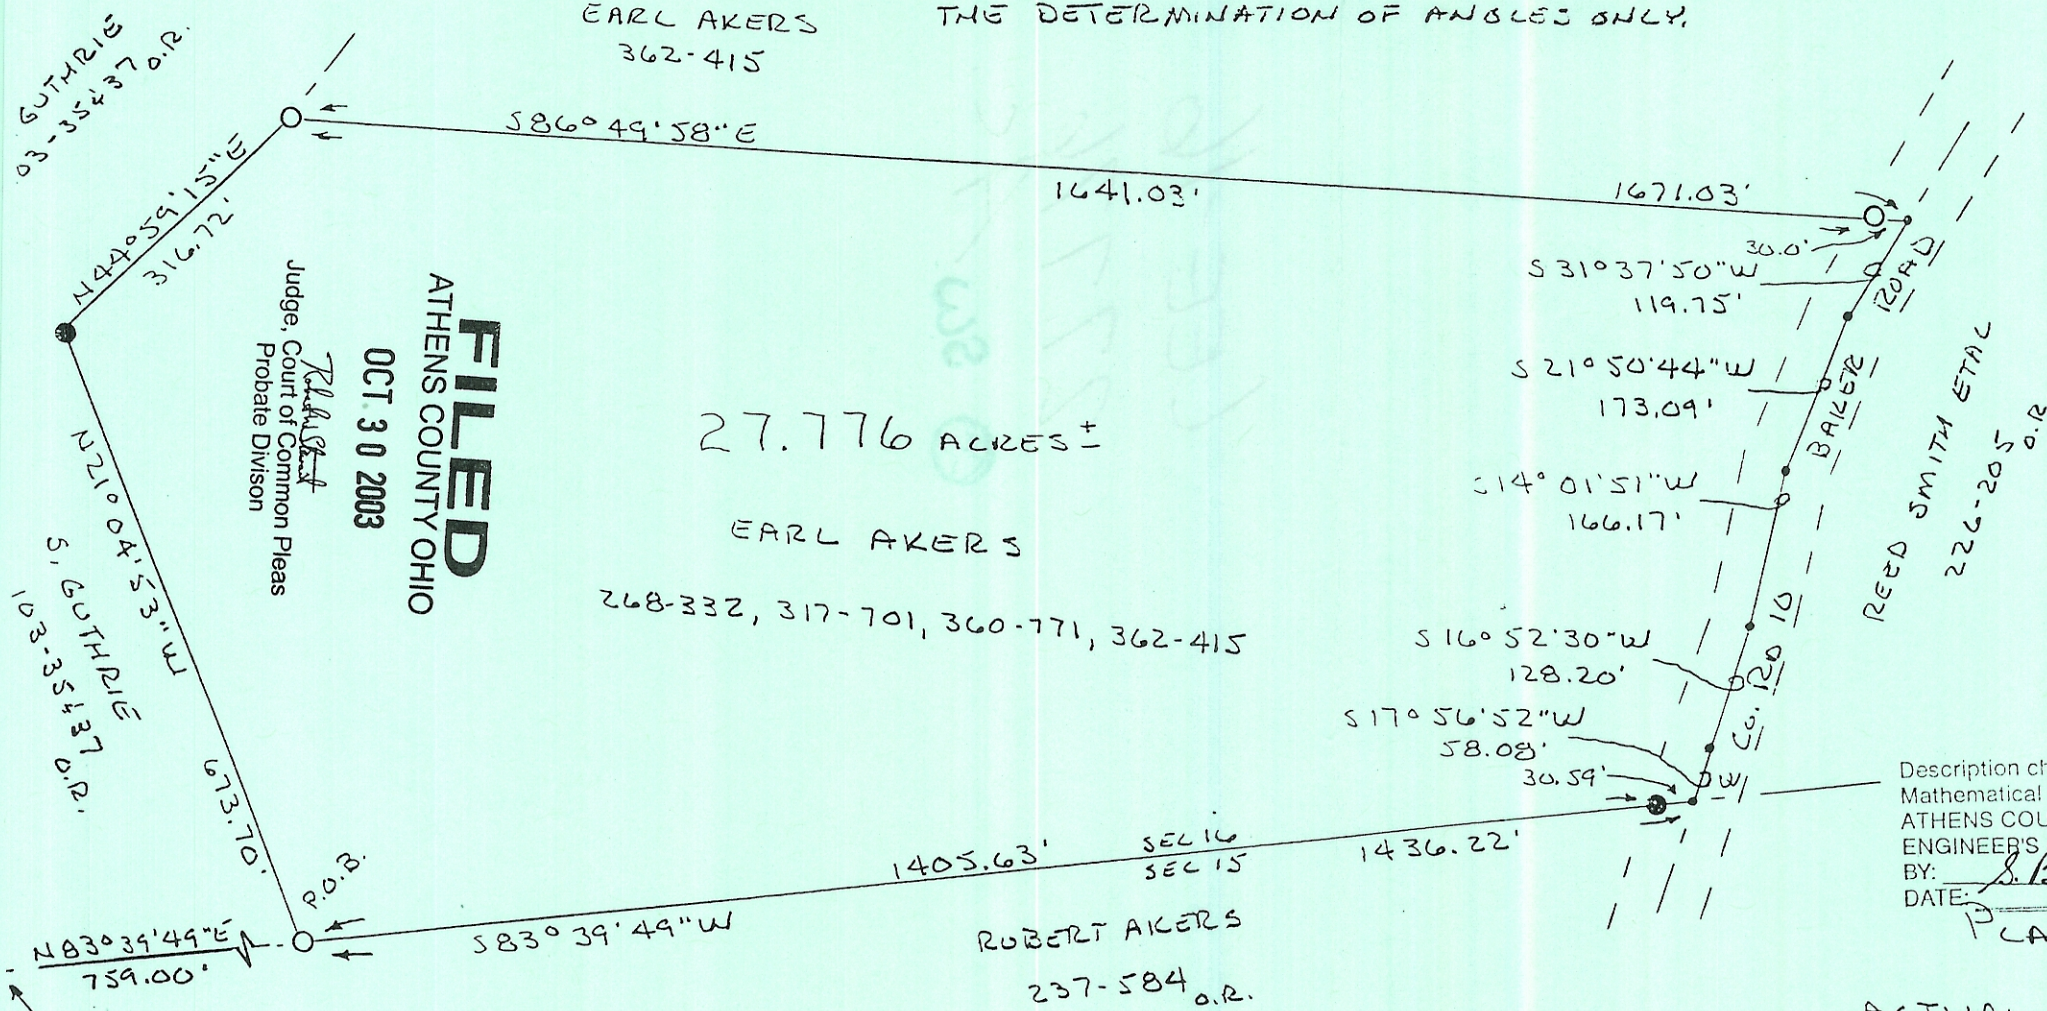 EARL AKERS
362-415
THE DETERMINATION OF ANGLES ONLY.
GUTHRIE
03-35437 O.R.
S86°49'58"E
1641.03'
1671.03'
30.0'
N44°59'15"E
316.72'
S31°37'50"W
119.75'
S21°50'44"W
173.09'
S14°01'51"W
166.17'
S16°52'30"W
128.20'
S17°56'52"W
58.08'
30.59'
CO. RD 10 BAKER ROAD
REED SMITH ETAL
226-205
O.R.
FILED
ATHENS COUNTY OHIO
OCT 30 2003
Judge, Court of Common Pleas
Probate Divison
27.776 ACRES ±
EARL AKERS
268-332, 317-701, 360-771, 362-415
N21°04'53"W
673.70'
S. GUTHRIE
103-35437
O.R.
P.O.B.
N83°39'49"E
759.00'
S83°39'49"W
1405.63'
SEC 16
SEC 15
1436.22'
ROBERT AKERS
237-584 O.R.
Description
Mathematical
ATHENS
ENGINEER'S
BY:
DATE: